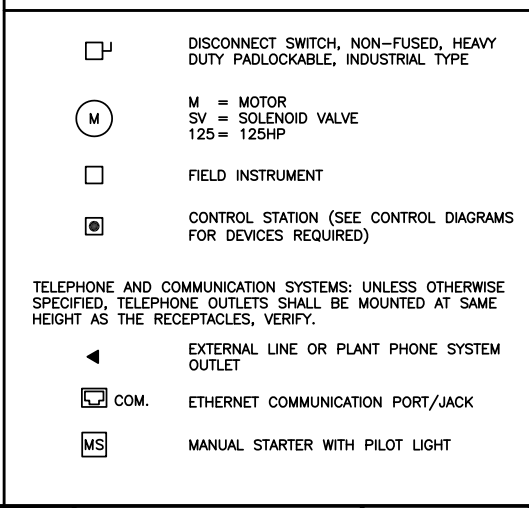 DISCONNECT SWITCH, NON-FUSED, HEAVY
DUTY PADLOCKABLE, INDUSTRIAL TYPE
M
M = MOTOR
SV = SOLENOID VALVE
125 = 125HP
FIELD INSTRUMENT
CONTROL STATION (SEE CONTROL DIAGRAMS
FOR DEVICES REQUIRED)
TELEPHONE AND COMMUNICATION SYSTEMS: UNLESS OTHERWISE
SPECIFIED, TELEPHONE OUTLETS SHALL BE MOUNTED AT SAME
HEIGHT AS THE RECEPTACLES, VERIFY.
EXTERNAL LINE OR PLANT PHONE SYSTEM
OUTLET
COM. ETHERNET COMMUNICATION PORT/JACK
MS MANUAL STARTER WITH PILOT LIGHT